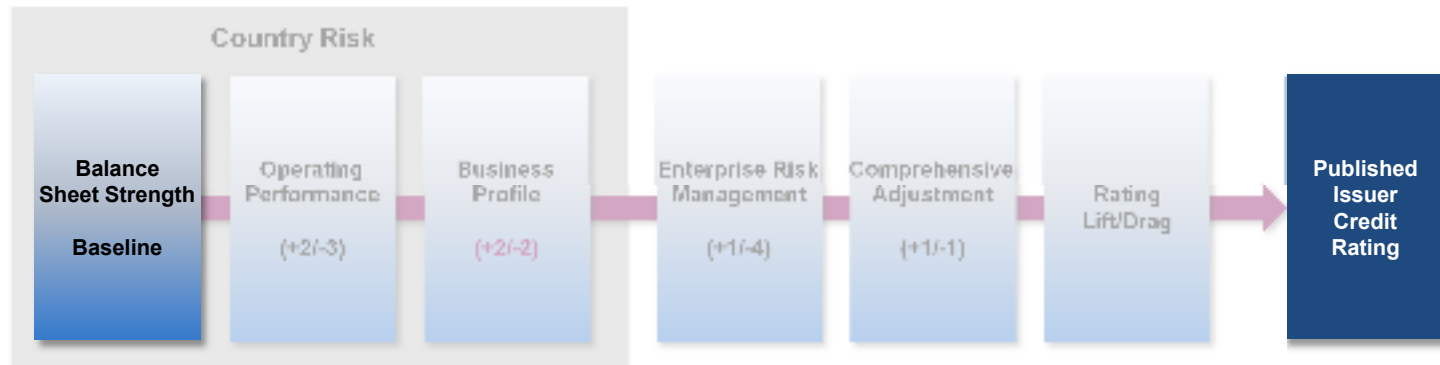 Country Risk
Balance
Sheet Strength
Baseline
Operating
Performance
(+2/-3)
Business
Profile
(+2/-2)
Enterprise Risk
Management
(+1/-4)
Comprehensive
Adjustment
(+1/-1)
Rating
Lift/Drag
Published
Issuer
Credit
Rating